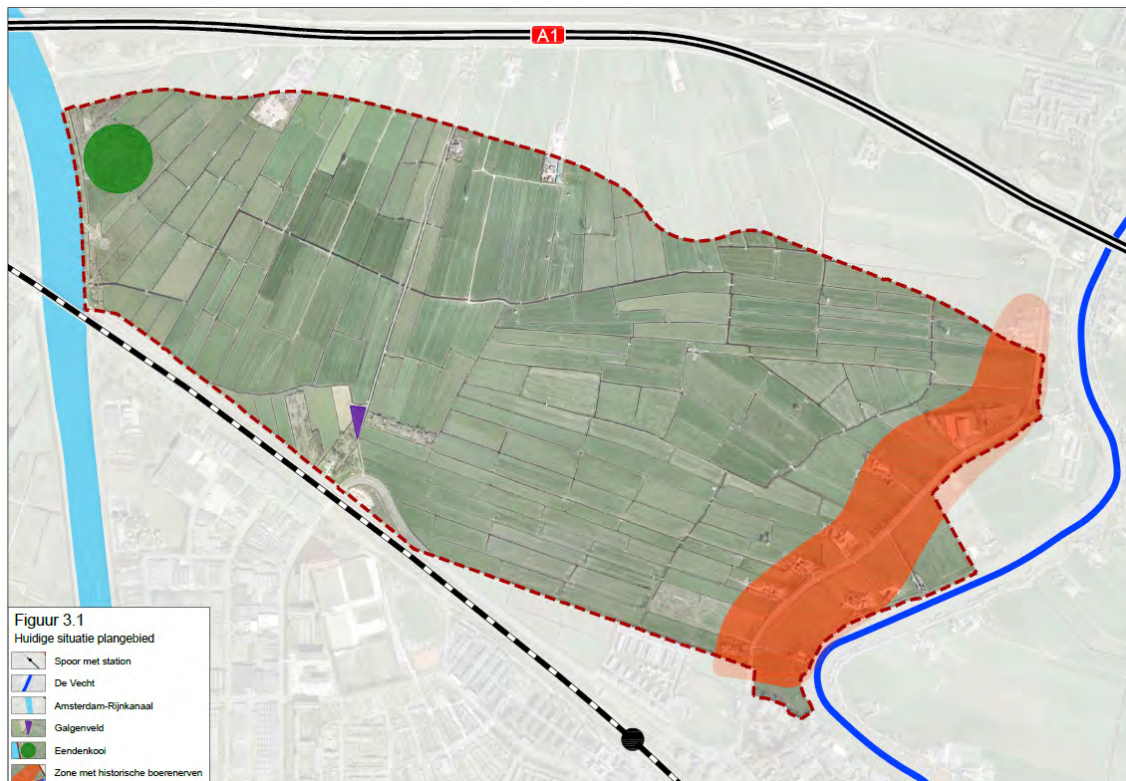 A1
Figuur 3.1
Huidige situatie plangebied
Spoor met station
De Vecht
Amsterdam-Rijnkanaal
Galgenveld
Eendenkooi
Zone met historische boerenerven